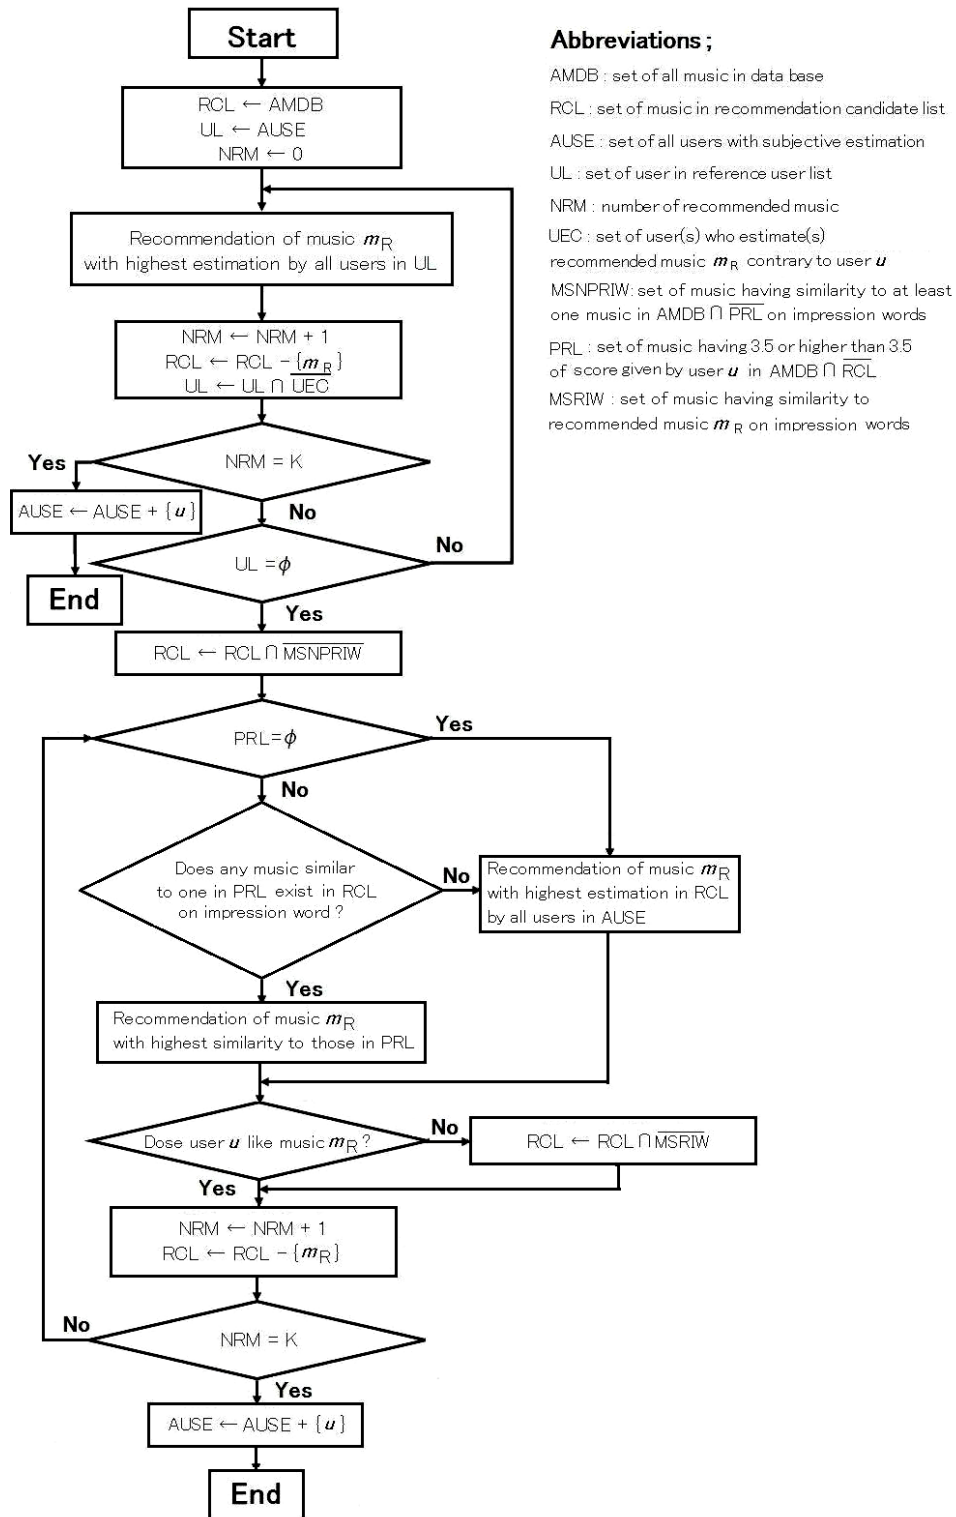 Start
RCL ← AMDB
UL ← AUSE
NRM ← 0
Recommendation of music mR
with highest estimation by all users in UL
NRM ← NRM + 1
RCL ← RCL - {mR}
UL ← UL ∩ U̅E̅C̅
NRM = K
Yes
No
AUSE ← AUSE + {u}
End
UL =ϕ
No
Yes
RCL ← RCL ∩ M̅S̅N̅P̅R̅I̅W̅
PRL=ϕ
Yes
No
Does any music similar
to one in PRL exist in RCL
on impression word ?
No
Yes
Recommendation of music mR
with highest estimation in RCL
by all users in AUSE
Recommendation of music mR
with highest similarity to those in PRL
Dose user u like music mR ?
No
Yes
RCL ← RCL ∩ M̅S̅R̅I̅W̅
NRM ← NRM + 1
RCL ← RCL - {mR}
NRM = K
No
Yes
AUSE ← AUSE + {u}
End
Abbreviations ;
AMDB : set of all music in data base
RCL : set of music in recommendation candidate list
AUSE : set of all users with subjective estimation
UL : set of user in reference user list
NRM : number of recommended music
UEC : set of user(s) who estimate(s)
recommended music mR contrary to user u
MSNPRIW: set of music having similarity to at least
one music in AMDB ∩ P̅R̅L̅ on impression words
PRL : set of music having 3.5 or higher than 3.5
of score given by user u in AMDB ∩ R̅C̅L̅
MSRIW : set of music having similarity to
recommended music mR on impression words